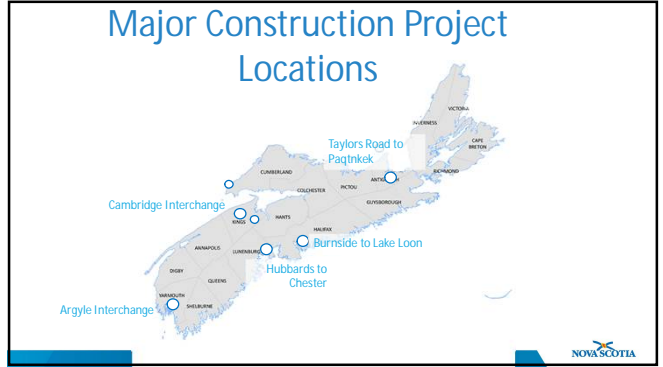 Major Construction Project
Locations
VICTORIA
INVERNESS
CAPE
BRETON
Taylors Road to
Paqtnkek
RICHMOND
CUMBERLAND
COLCHESTER
PICTOU
GUYSBOROUGH
Cambridge Interchange
KINGS
HANTS
HALIFAX
Burnside to Lake Loon
ANNAPOLIS
LUNENBURG
Hubbards to
Chester
DIGBY
QUEENS
YARMOUTH
SHELBURNE
Argyle Interchange
NOVA SCOTIA